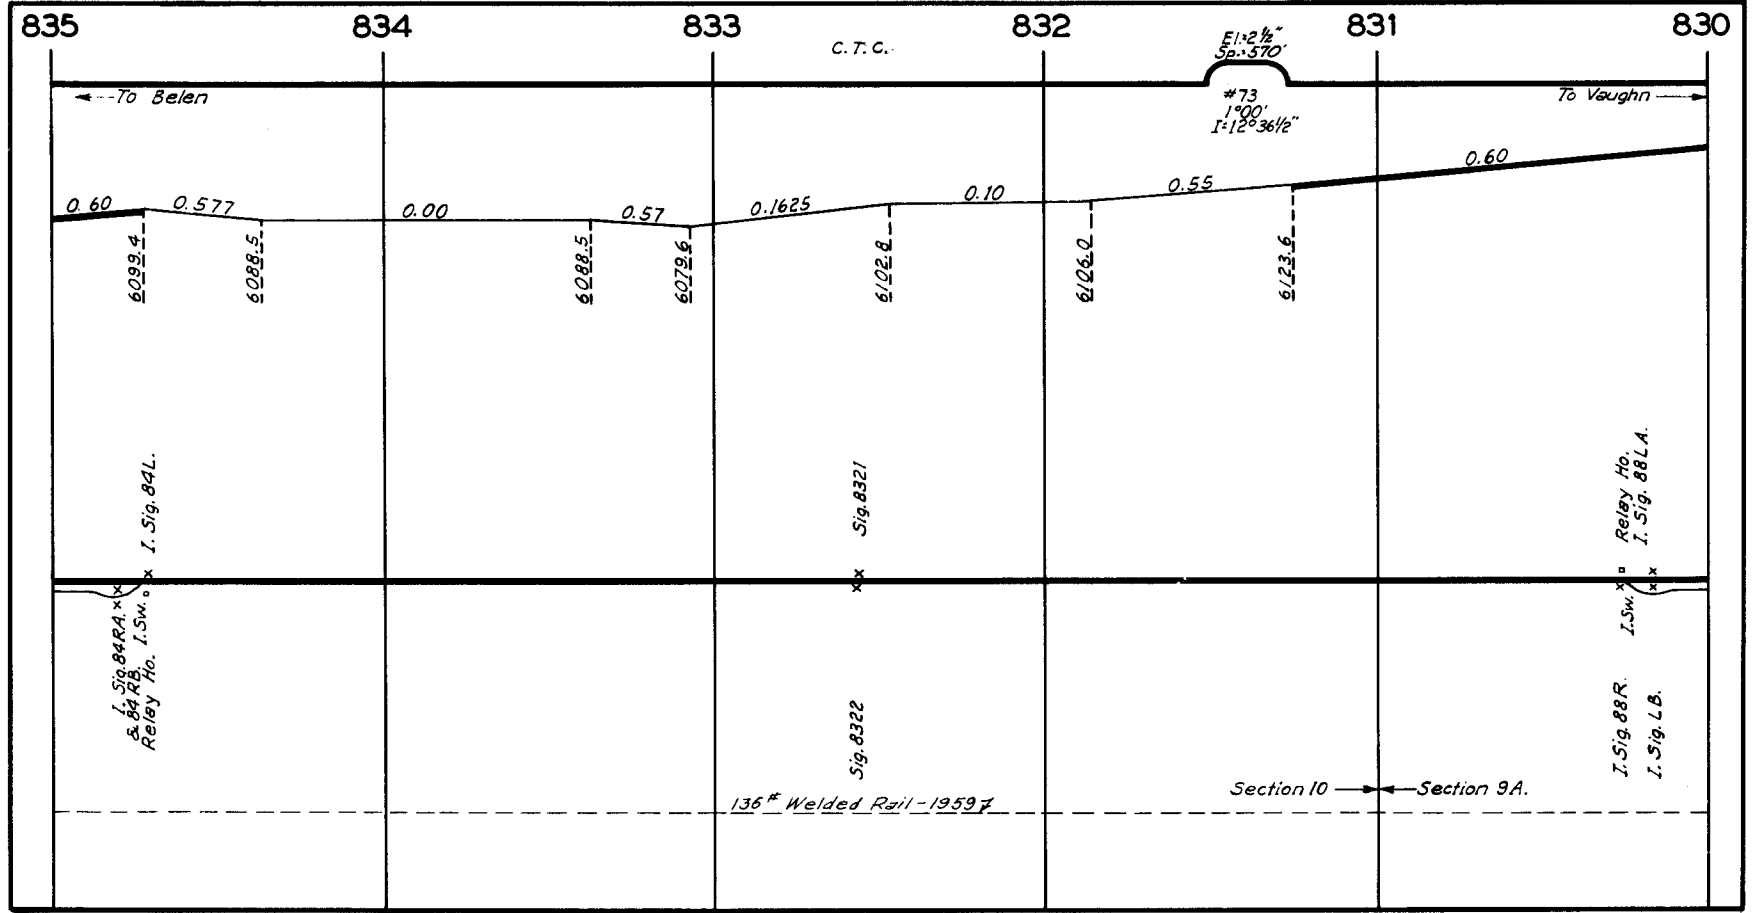 835 834 833 832 831 830
C. T. C.
El.=2½"
Sp.=570'
To Belen
#73
1°00'
I=12°36½"
To Vaughn
0.60 0.577 0.00 0.57 0.1625 0.10 0.55 0.60
6099.4
6088.5
6088.5
6079.6
6102.8
6106.0
6123.6
I. Sig. 84L.
Sig. 8321
Relay Ho.
I. Sig. 88LA.
I. Sig. 84RA.
& 84RB.
Relay Ho.
I. Sw.
Sig. 8322
I. Sw.
I. Sig. 88R.
I. Sig. LB.
Section 10 Section 9A.
136# Welded Rail - 1959